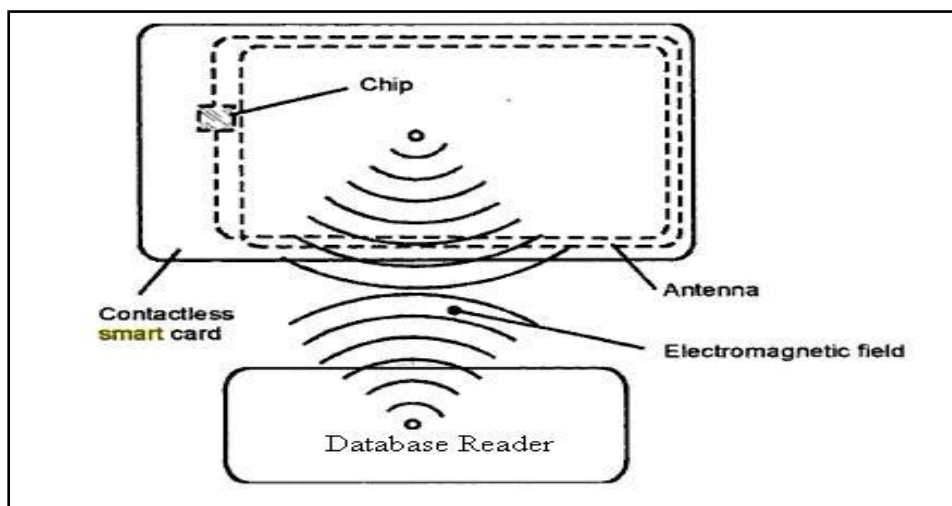 Chip
Antenna
Contactless
smart card
Electromagnetic field
Database Reader